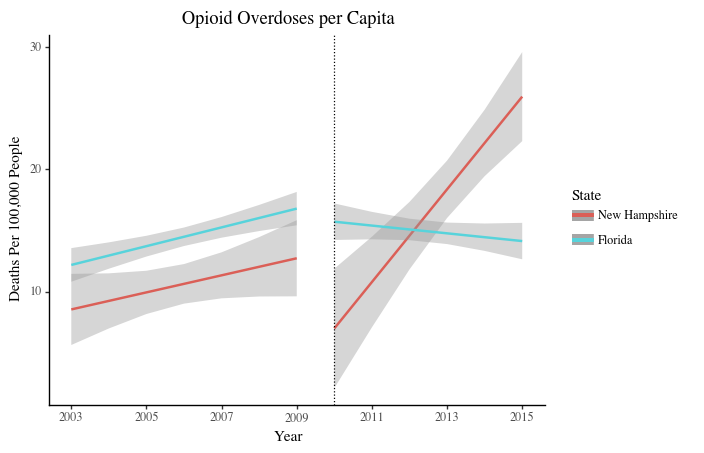 Opioid Overdoses per Capita
Deaths Per 100,000 People
30
20
10
2003 2005 2007 2009 2011 2013 2015
Year
State
New Hampshire
Florida